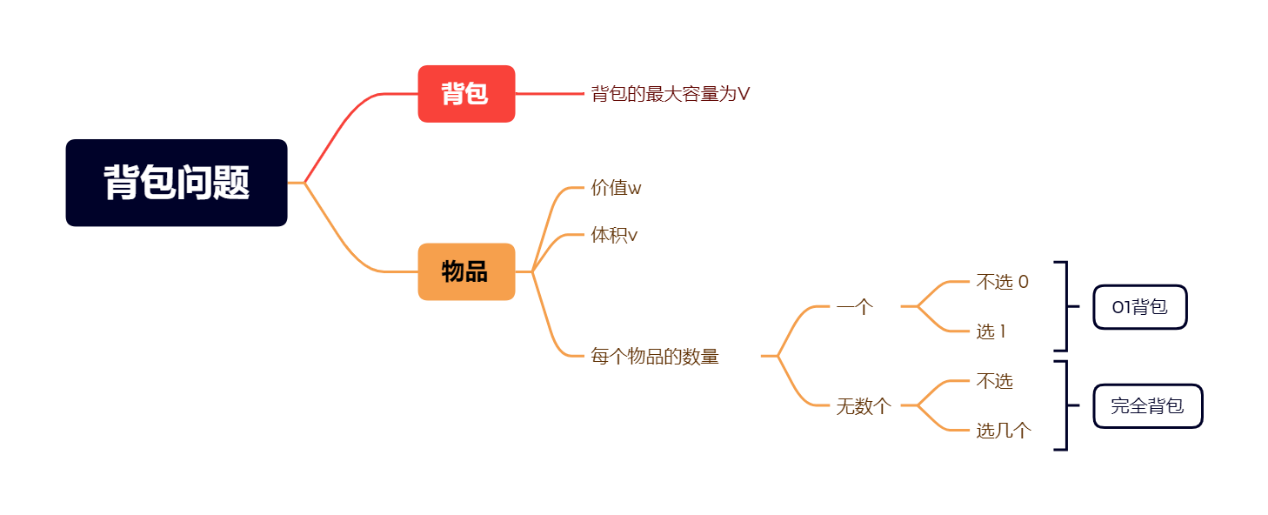 背包问题
背包
背包的最大容量为V
物品
价值w
体积v
每个物品的数量
一个
不选 0
选 1
01背包
无数个
不选
选几个
完全背包